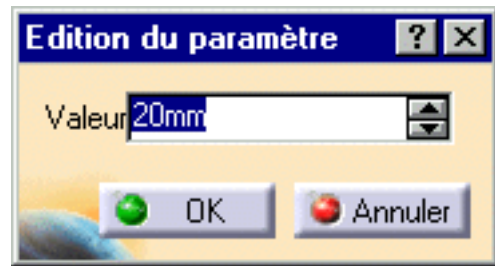 Edition du paramètre ? ×
Valeur 20mm
OK Annuler